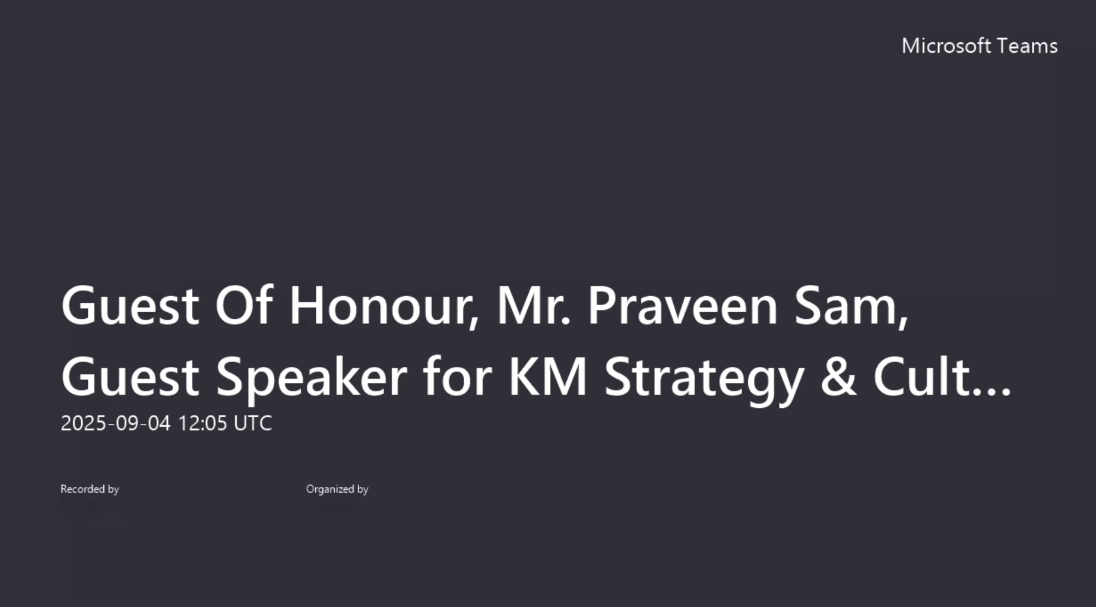 Microsoft Teams
Guest Of Honour, Mr. Praveen Sam,
Guest Speaker for KM Strategy & Cult...
2025-09-04 12:05 UTC
Recorded by
Organized by